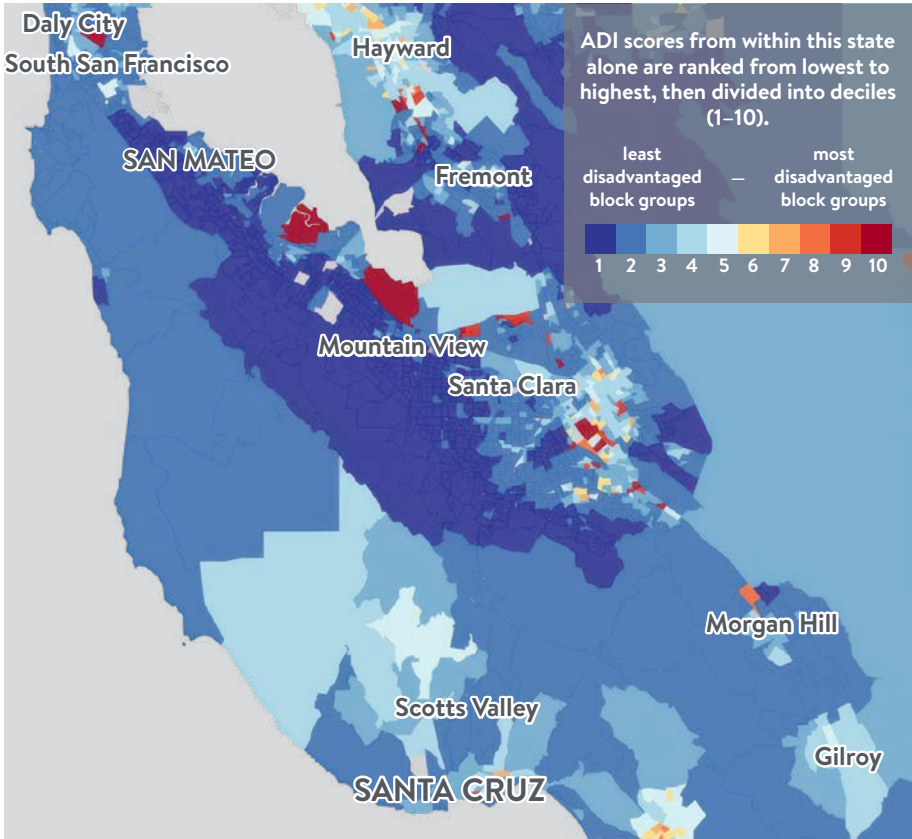 Daly City
South San Francisco
Hayward
SAN MATEO
Fremont
Mountain View
Santa Clara
Morgan Hill
Scotts Valley
Gilroy
SANTA CRUZ
ADI scores from within this state
alone are ranked from lowest to
highest, then divided into deciles
(1–10).
least
disadvantaged
block groups
—
most
disadvantaged
block groups
1 2 3 4 5 6 7 8 9 10